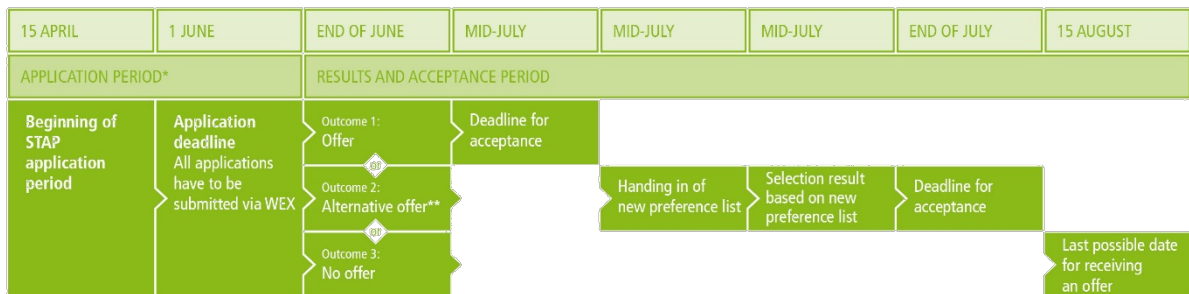 15 APRIL
1 JUNE
END OF JUNE
MID-JULY
MID-JULY
MID-JULY
END OF JULY
15 AUGUST
APPLICATION PERIOD*
RESULTS AND ACCEPTANCE PERIOD
Beginning of
STAP
application
period
Application
deadline
All applications
have to be
submitted via WEX
Outcome 1:
Offer
Deadline for
acceptance
or
Outcome 2:
Alternative offer**
Handing in of
new preference list
Selection result
based on new
preference list
Deadline for
acceptance
or
Outcome 3:
No offer
Last possible date
for receiving
an offer